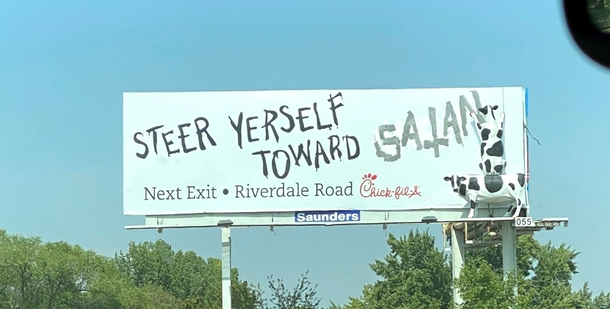 STEER YERSELF SATAN
TOWARD
Next Exit • Riverdale Road Chick-fil-A
Saunders
055